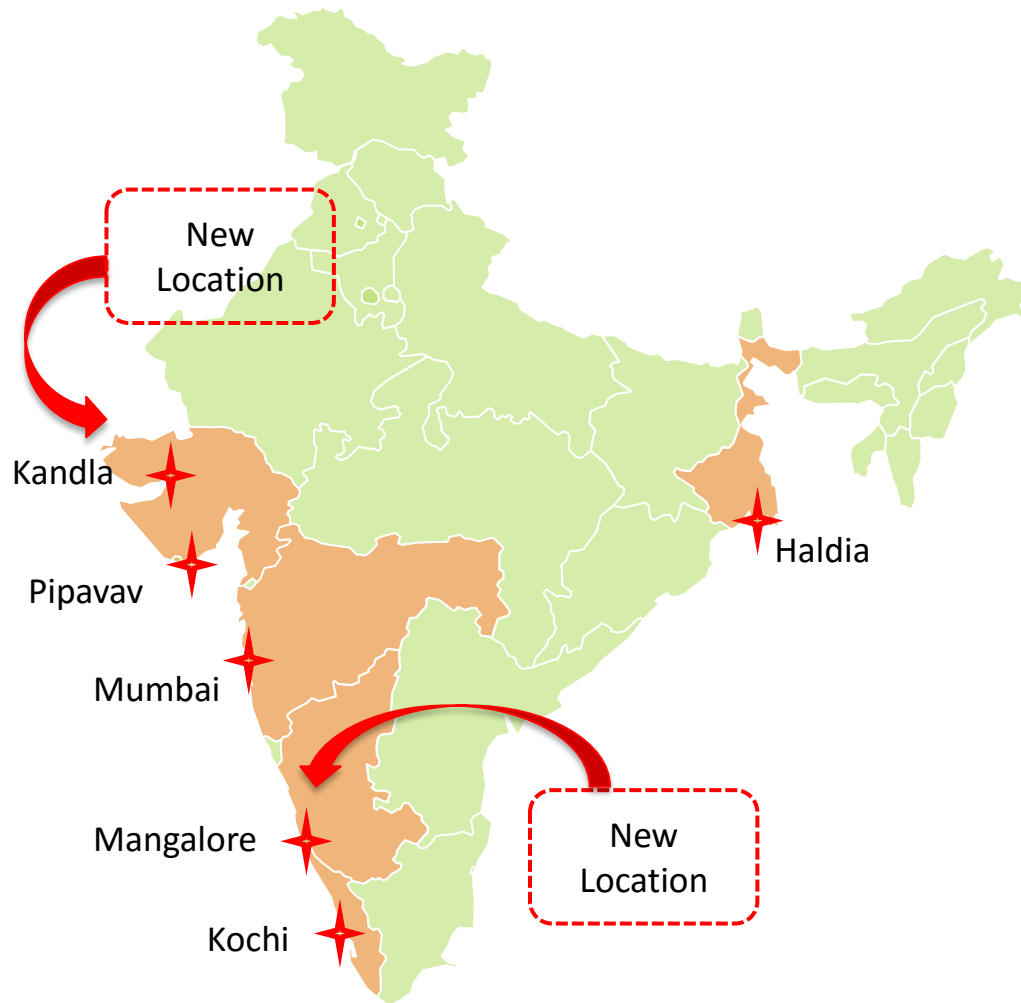 New
Location
Kandla
Haldia
Pipavav
Mumbai
Mangalore
New
Location
Kochi